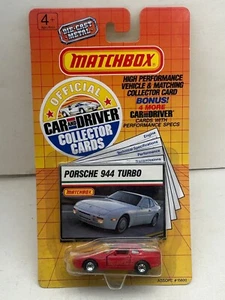 4+
DIE-CAST METAL
MATCHBOX
OFFICIAL
CAR AND DRIVER
COLLECTOR
CARDS
HIGH PERFORMANCE
VEHICLE & MATCHING
COLLECTOR CARD
BONUS!
4 MORE
CAR AND DRIVER
CARDS WITH
PERFORMANCE SPECS
Engine
PORSCHE 944 TURBO
MATCHBOX